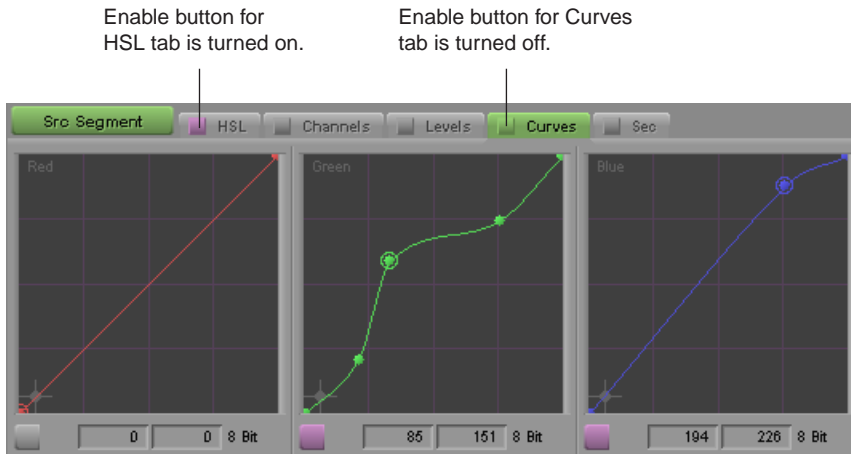 Enable button for
HSL tab is turned on.
Enable button for Curves
tab is turned off.
Src Segment HSL Channels Levels Curves Sec
Red Green Blue
0 0 8 Bit 85 151 8 Bit 194 226 8 Bit